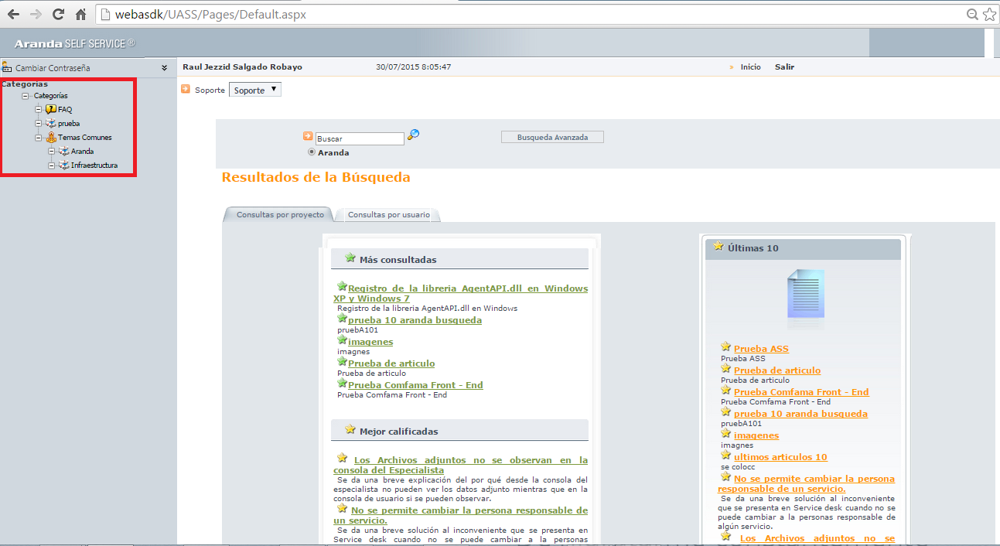 webasdk/UASS/Pages/Default.aspx
Aranda SELF SERVICE ®
Cambiar Contraseña
Raul Jezzid Salgado Robayo
30/07/2015 8:05:47
» Inicio
Salir
Categorías
Categorías
FAQ
prueba
Temas Comunes
Aranda
Infraestructura
Soporte
Soporte
Buscar
Busqueda Avanzada
Aranda
Resultados de la Búsqueda
Consultas por proyecto
Consultas por usuario
Más consultadas
Registro de la libreria AgentAPI.dll en Windows
XP y Windows 7
Registro de la libreria AgentAPI.dll en Windows
prueba 10 aranda busqueda
pruebA101
imagenes
imagnes
Prueba de articulo
Prueba de articulo
Prueba Comfama Front - End
Prueba Comfama Front - End
Mejor calificadas
Los Archivos adjuntos no se observan en la
consola del Especialista
Se da una breve explicación del por qué desde la consola del
especialista no pueden ver los datos adjunto mientras que en la
consola de usuario si se pueden observar.
No se permite cambiar la persona responsable de
un servicio.
Se da una breve solución al inconveniente que se presenta en
Service desk cuando no se puede cambiar a la personas
Últimas 10
Prueba ASS
Prueba ASS
Prueba de articulo
Prueba de articulo
Prueba Comfama Front - End
Prueba Comfama Front - End
prueba 10 aranda busqueda
pruebA101
imagenes
imagnes
ultimos articulos 10
se colocc
No se permite cambiar la persona
responsable de un servicio.
Se da una breve solución al inconveniente
que se presenta en Service desk cuando no se
puede cambiar a la personas responsable de
algún servicio.
Los Archivos adjuntos no se